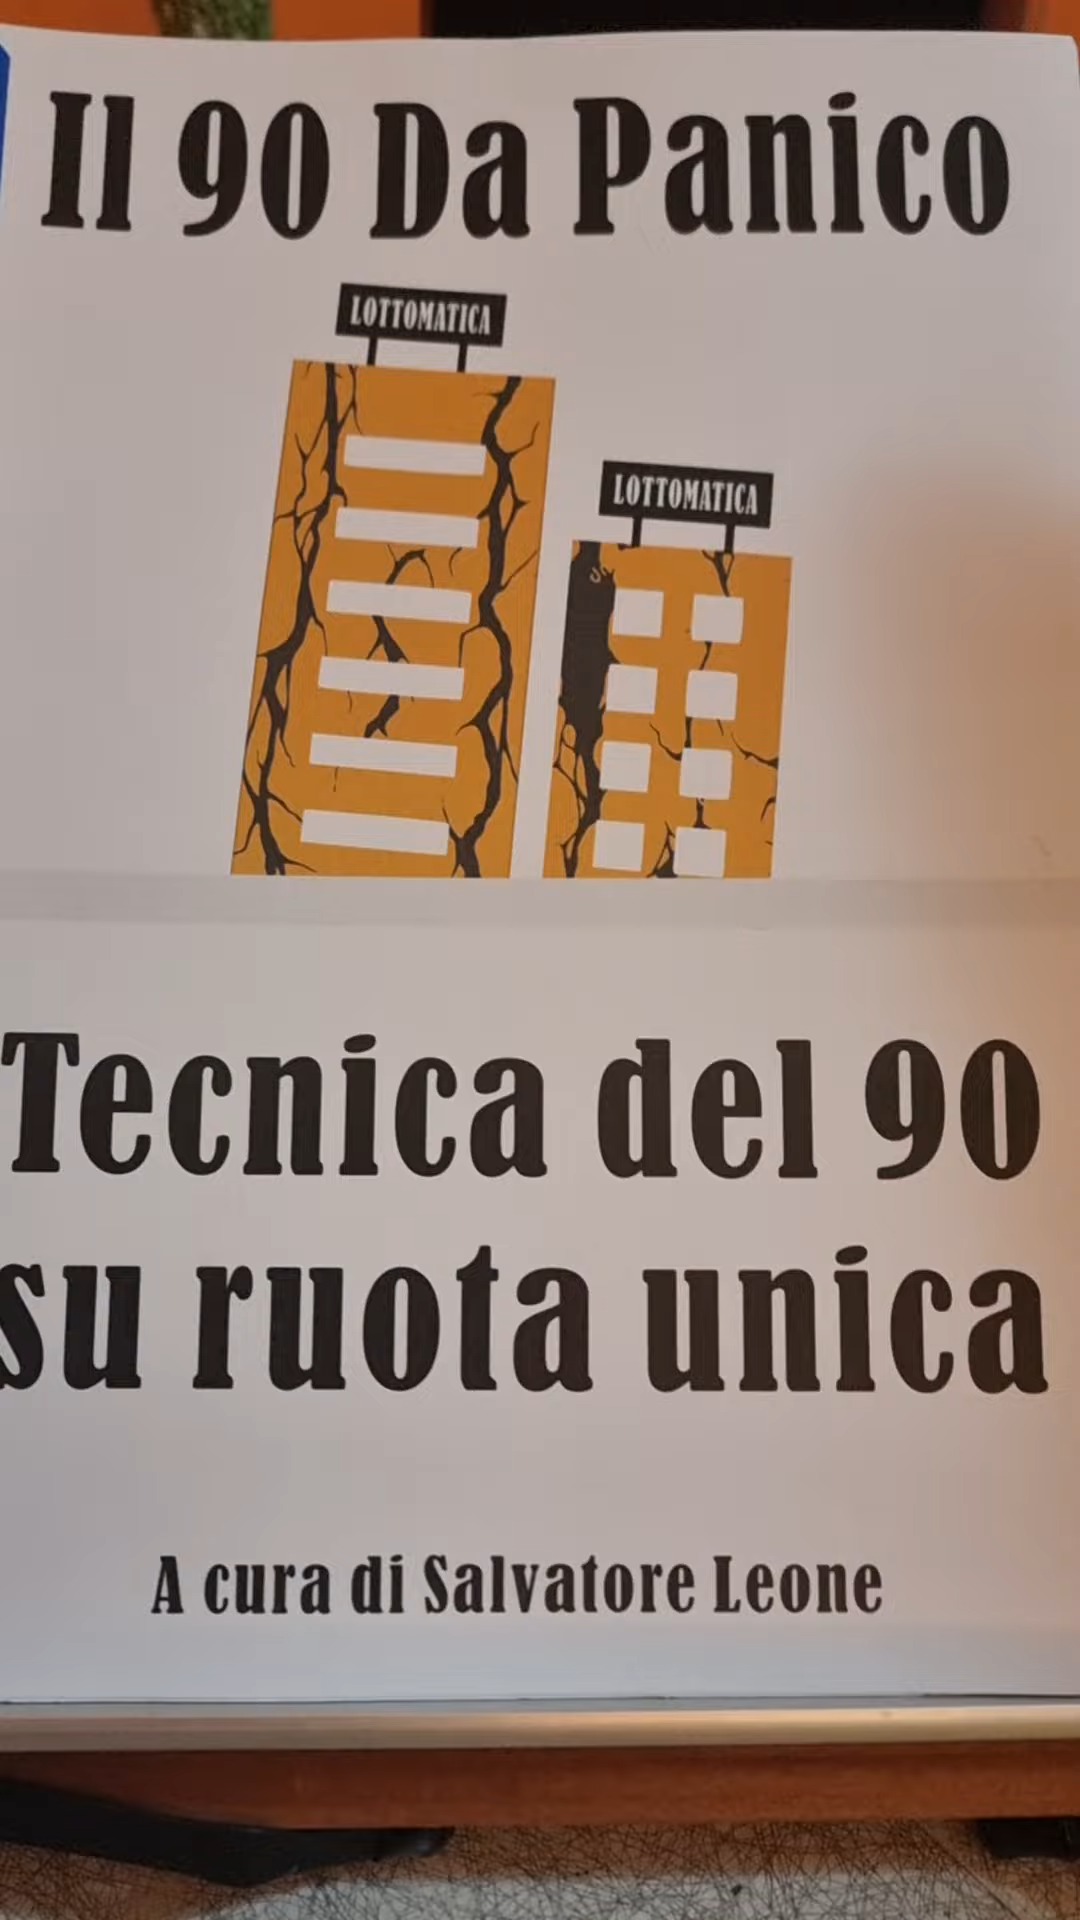 Il 90 Da Panico
LOTTOMATICA
LOTTOMATICA
Tecnica del 90
su ruota unica
A cura di Salvatore Leone